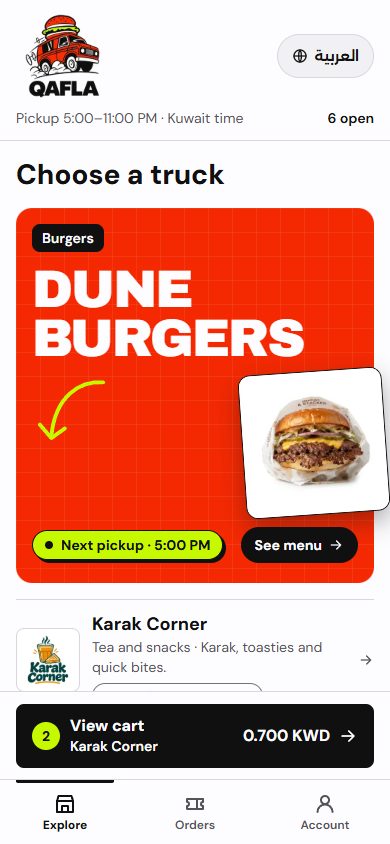 QAFLA
العربية
Pickup 5:00–11:00 PM · Kuwait time
6 open
Choose a truck
Burgers
DUNE
BURGERS
Next pickup · 5:00 PM
See menu
Karak Corner
Tea and snacks · Karak, toasties and
quick bites.
Karak
Corner
2
View cart
Karak Corner
0.700 KWD
Explore
Orders
Account